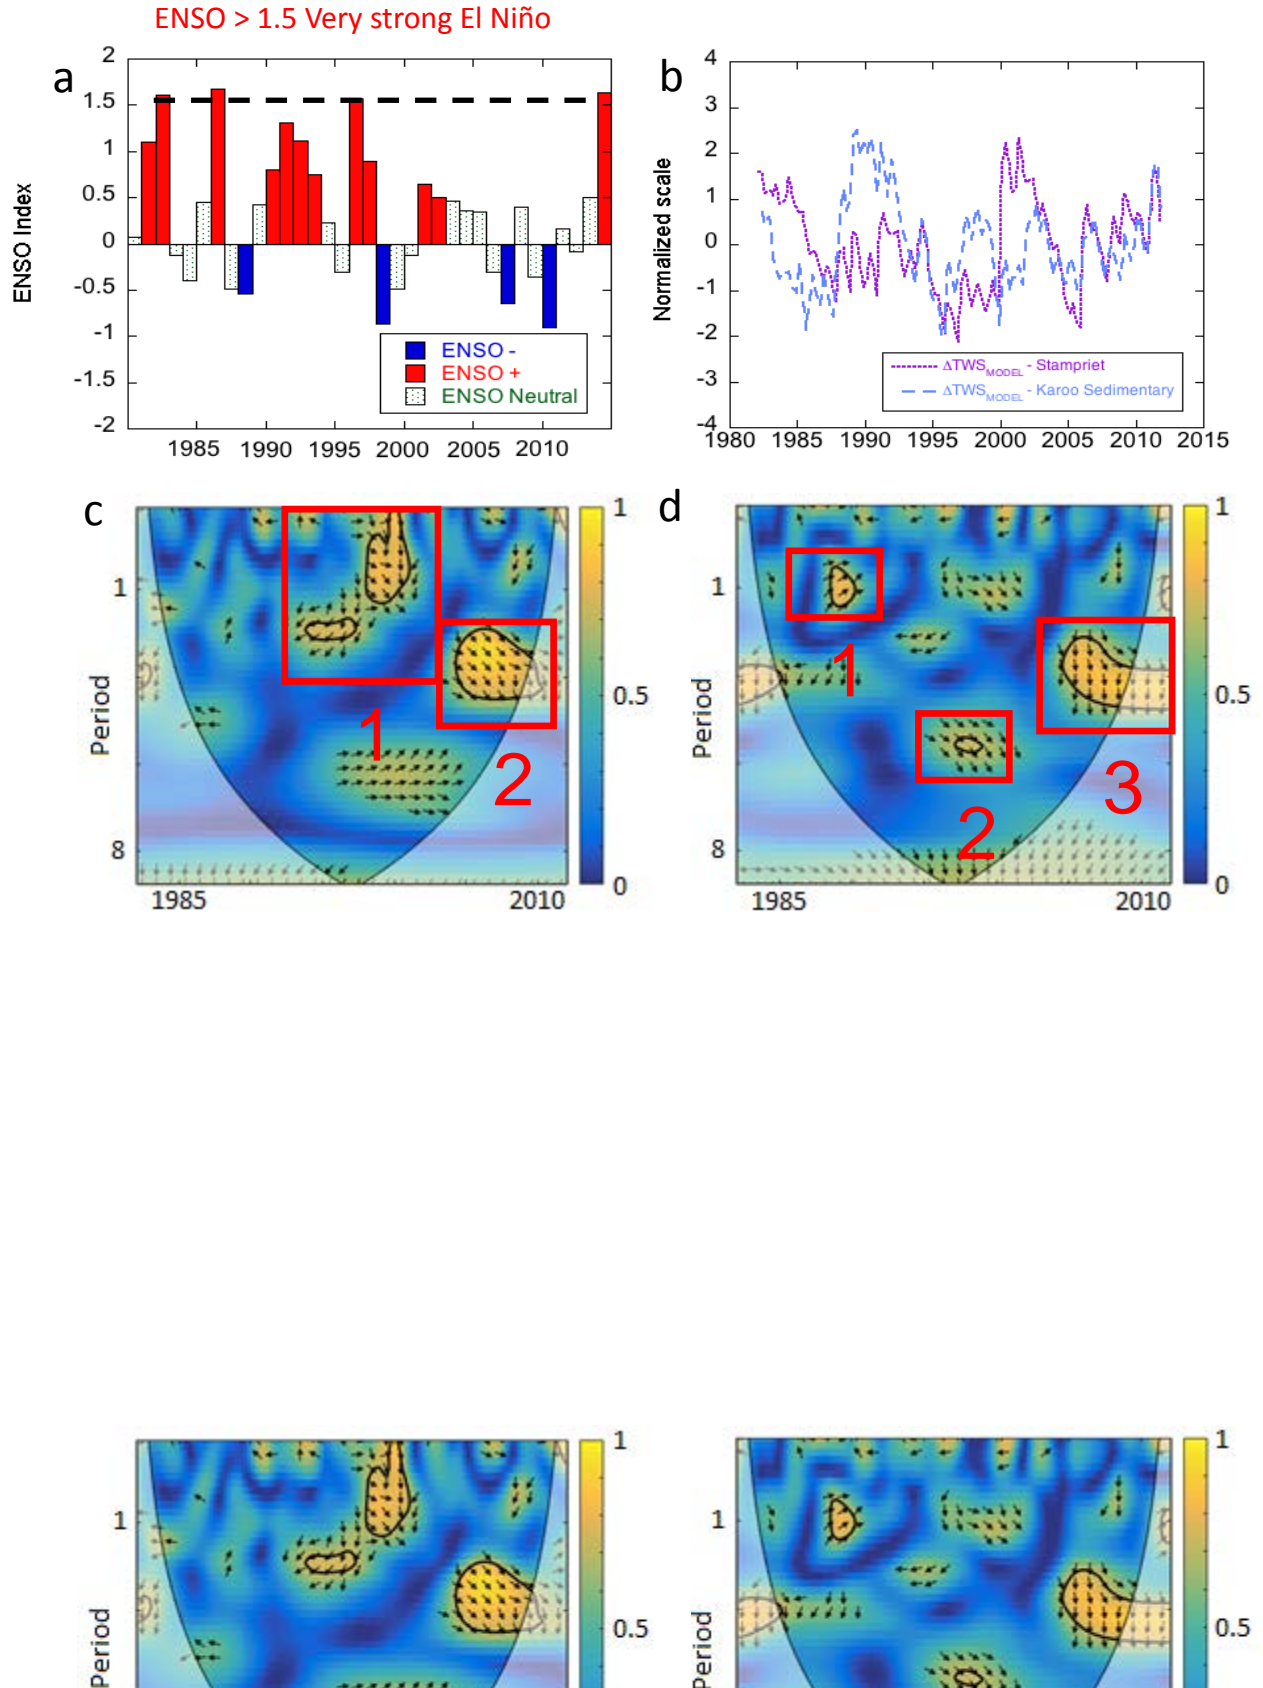 ENSO > 1.5 Very strong El Niño
a
2
1.5
1
0.5
0
-0.5
-1
-1.5
-2
ENSO Index
ENSO -
ENSO +
ENSO Neutral
1985 1990 1995 2000 2005 2010
b
4
3
2
1
0
-1
-2
-3
-4
Normalized scale
ΔTWS MODEL - Stampriet
ΔTWS MODEL - Karoo Sedimentary
1980 1985 1990 1995 2000 2005 2010 2015
c
1
8
Period
1
2
1
0.5
0
1985 2010
d
1
8
Period
1
2
3
1
0.5
0
1985 2010
1
Period
1
0.5
1
Period
1
0.5